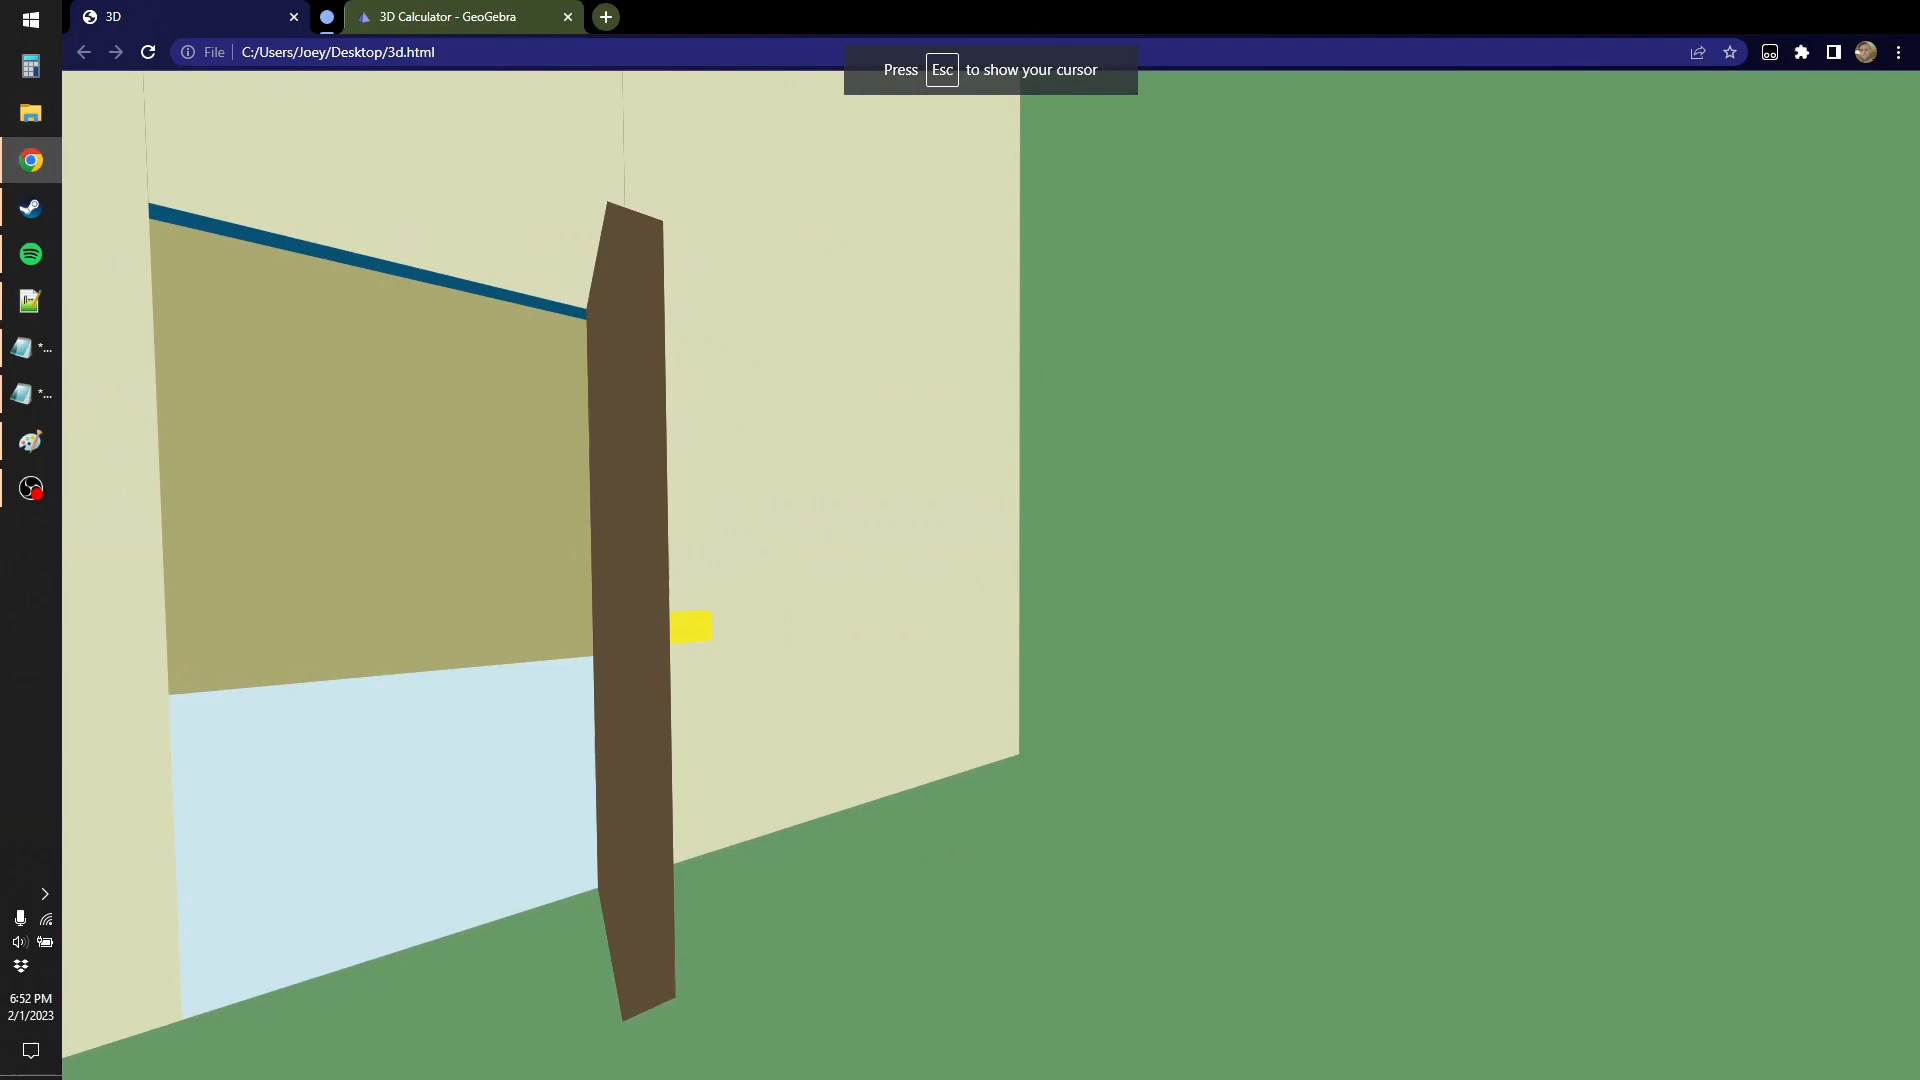 3D
3D Calculator - GeoGebra
File
C:/Users/Joey/Desktop/3d.html
Press Esc to show your cursor
*...
*...
6:52 PM
2/1/2023